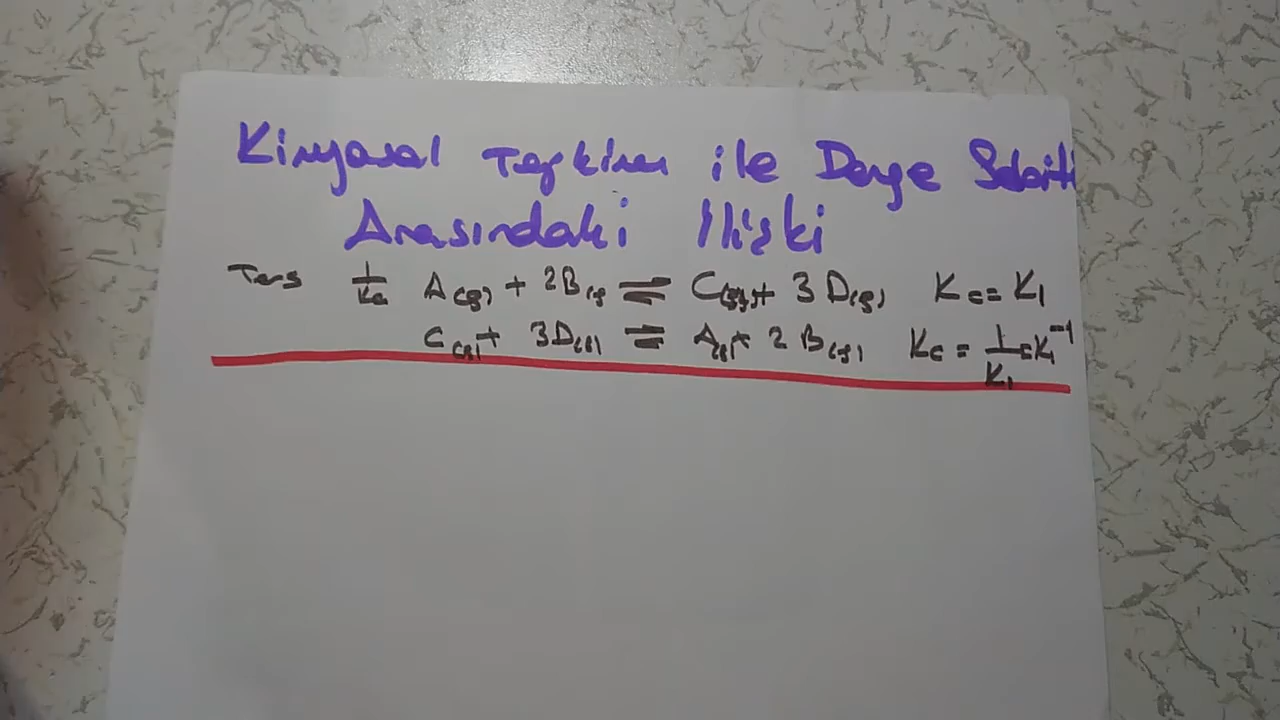 Kimyasal Tepkimer ile Denge Sabiti
Arasındaki İlişki
Ters 1/Kc A(g) + 2B(g ⇌ C(g)+ 3D(g) Kc = K1
C(g)+ 3D(g) ⇌ A(g)+ 2B(g) Kc = 1/K1 = K1^-1